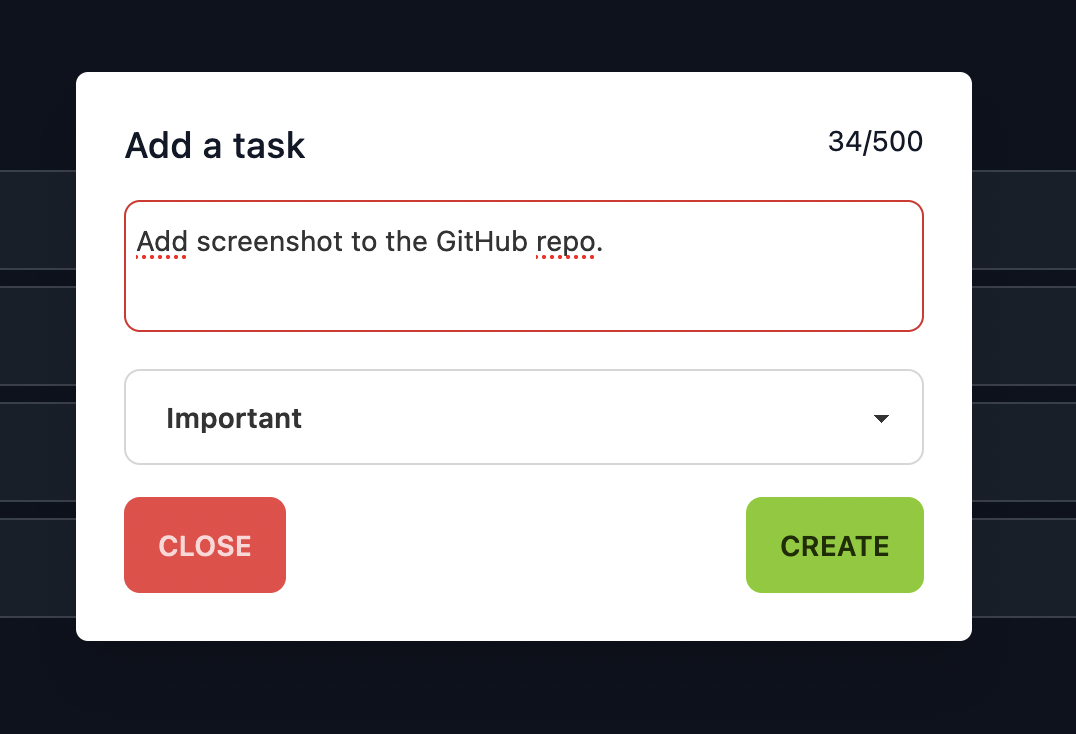 Add a task
34/500
Add screenshot to the GitHub repo.
Important
CLOSE
CREATE